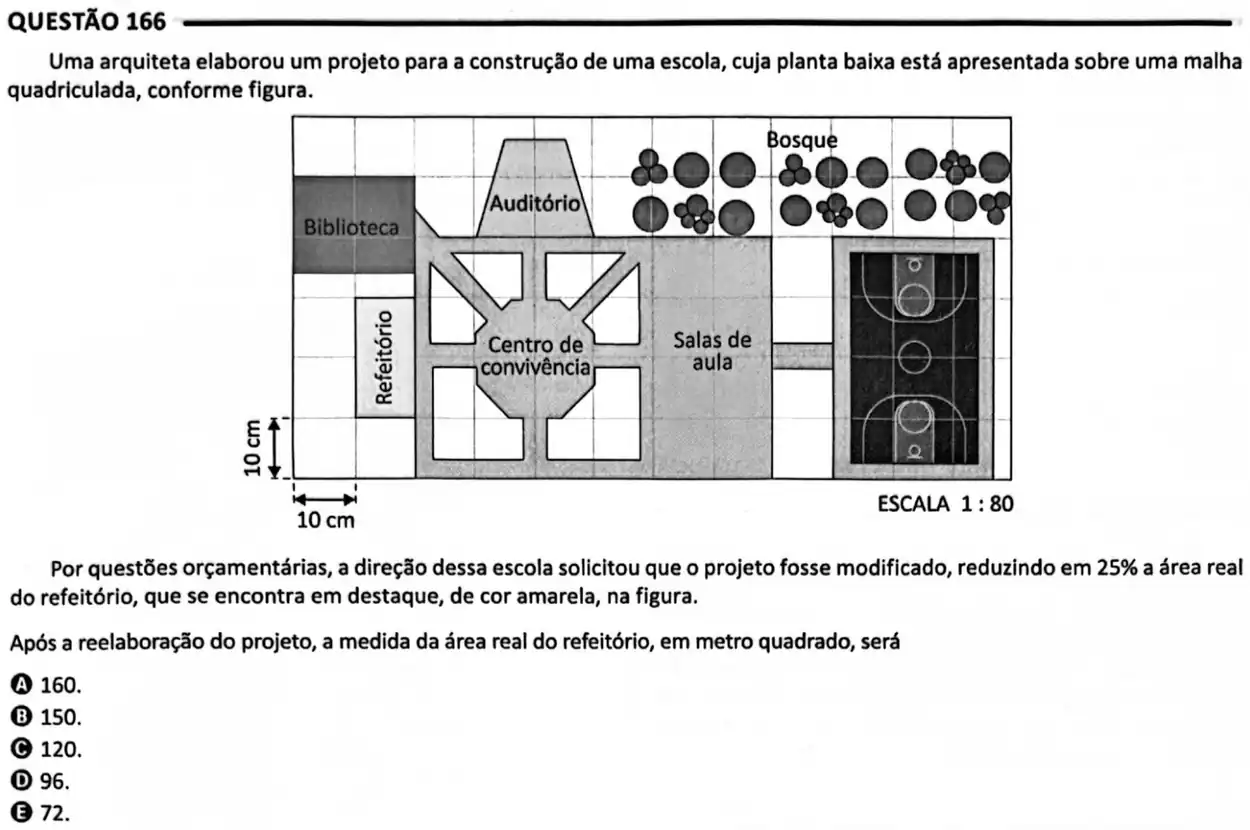 QUESTÃO 166
Uma arquiteta elaborou um projeto para a construção de uma escola, cuja planta baixa está apresentada sobre uma malha
quadriculada, conforme figura.
Bosque
Auditório
Biblioteca
Refeitório
Centro de
convivência
Salas de
aula
10 cm
10 cm
ESCALA 1 : 80
Por questões orçamentárias, a direção dessa escola solicitou que o projeto fosse modificado, reduzindo em 25% a área real
do refeitório, que se encontra em destaque, de cor amarela, na figura.
Após a reelaboração do projeto, a medida da área real do refeitório, em metro quadrado, será
A 160.
B 150.
C 120.
D 96.
E 72.